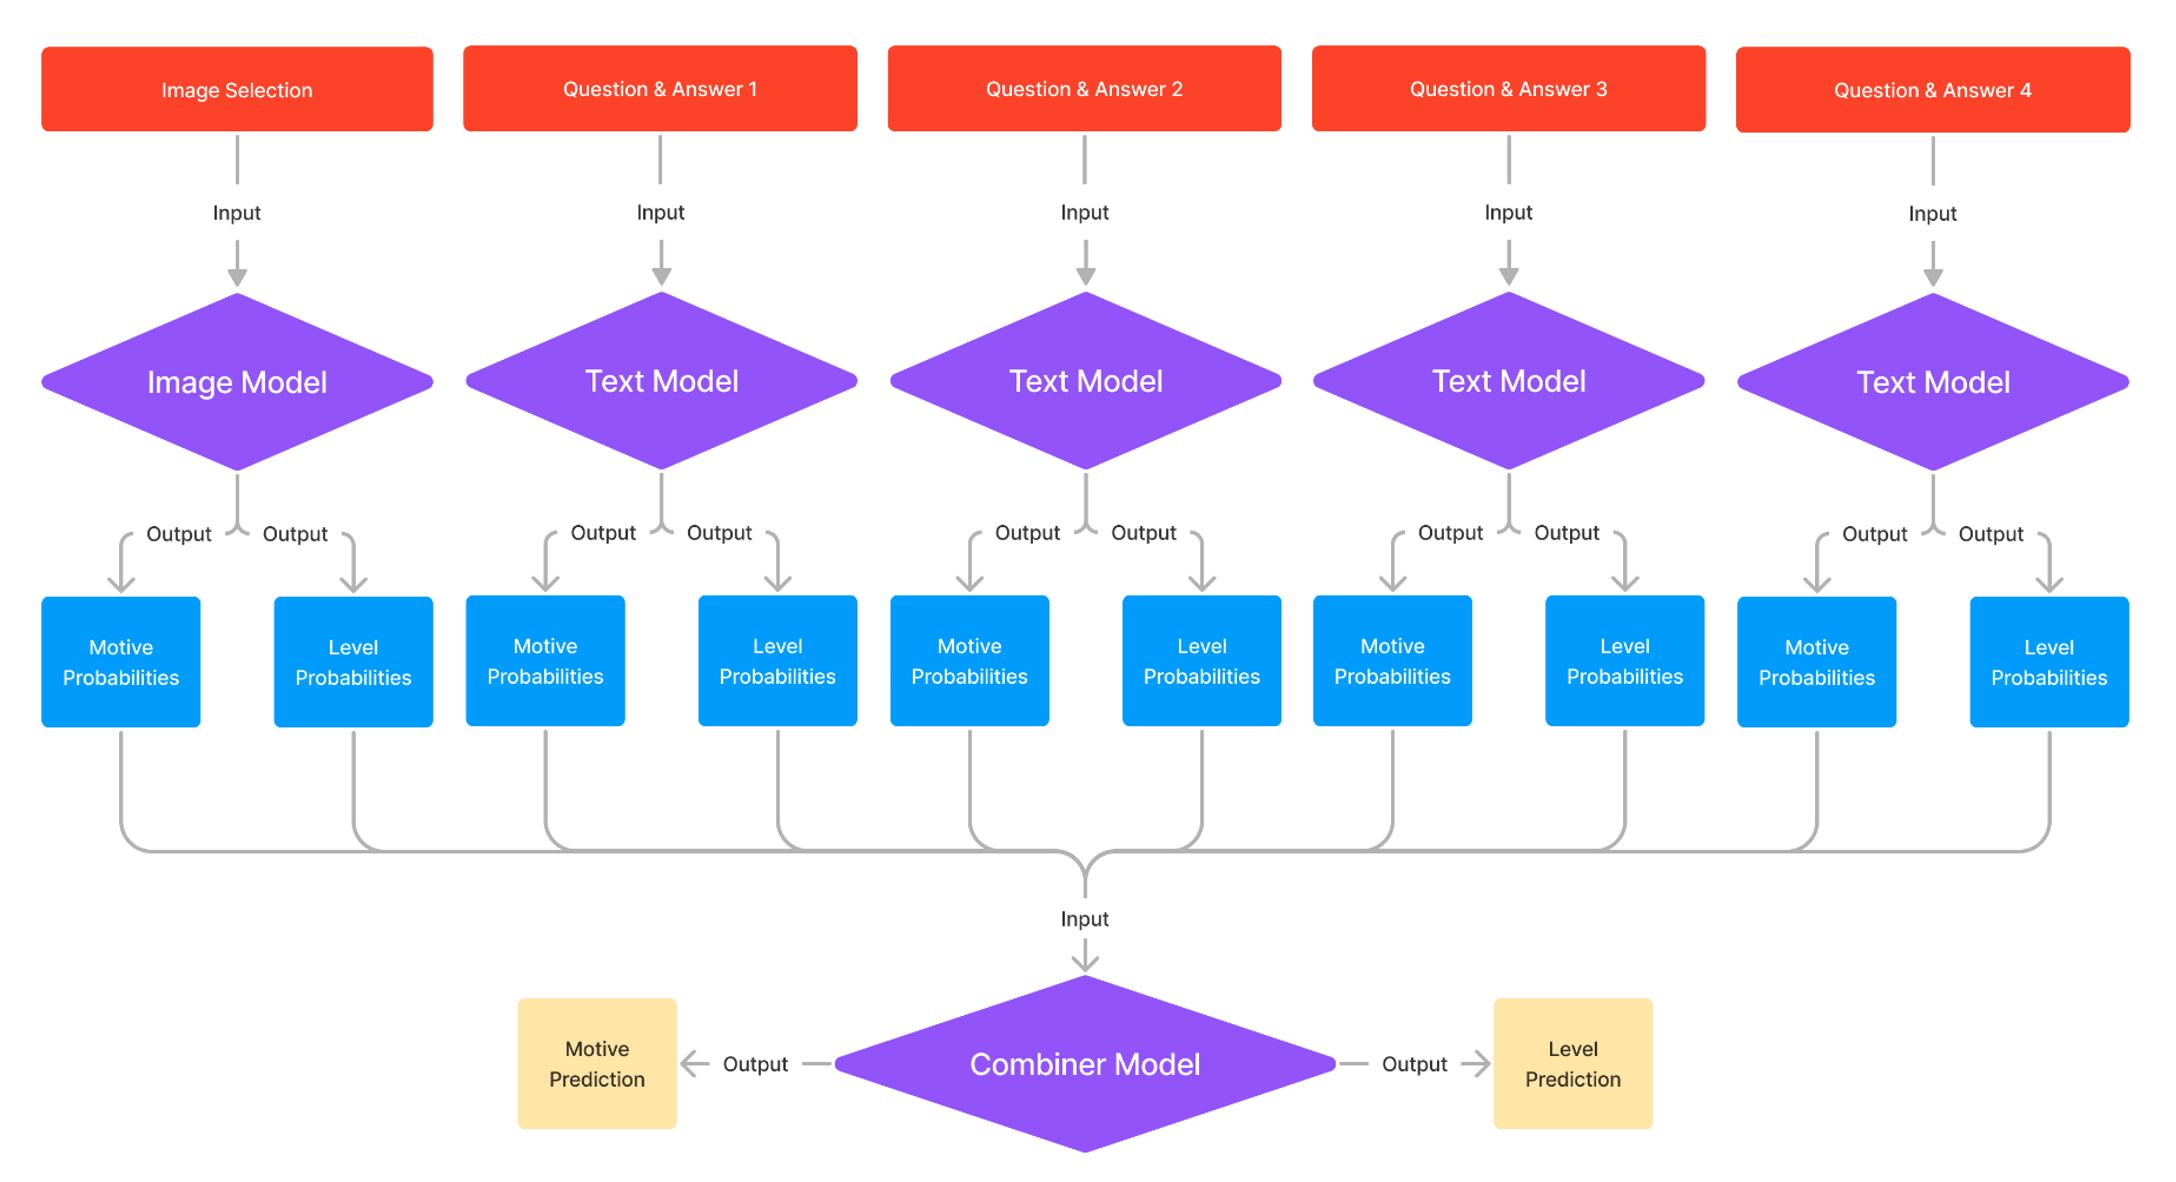 Image Selection
Question & Answer 1
Question & Answer 2
Question & Answer 3
Question & Answer 4
Input
Input
Input
Input
Input
Image Model
Text Model
Text Model
Text Model
Text Model
Output
Output
Output
Output
Output
Output
Output
Output
Output
Output
Motive
Probabilities
Level
Probabilities
Motive
Probabilities
Level
Probabilities
Motive
Probabilities
Level
Probabilities
Motive
Probabilities
Level
Probabilities
Motive
Probabilities
Level
Probabilities
Input
Motive
Prediction
Output
Combiner Model
Output
Level
Prediction